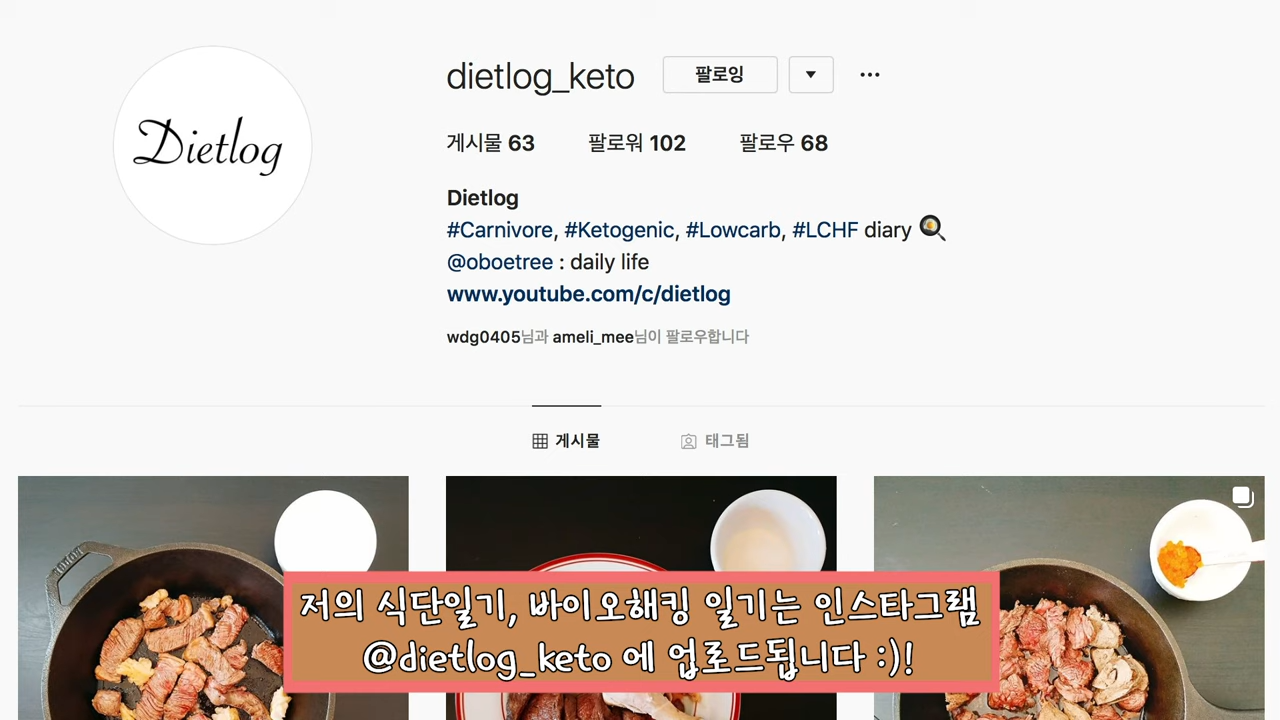 Dietlog
dietlog_keto 팔로잉
게시물 63 팔로워 102 팔로우 68
Dietlog
#Carnivore, #Ketogenic, #Lowcarb, #LCHF diary 🍳
@oboetree : daily life
www.youtube.com/c/dietlog
wdg0405님과 ameli_mee님이 팔로우합니다
게시물 태그됨
저의 식단일기, 바이오해킹 일기는 인스타그램
@dietlog_keto 에 업로드됩니다 :)!